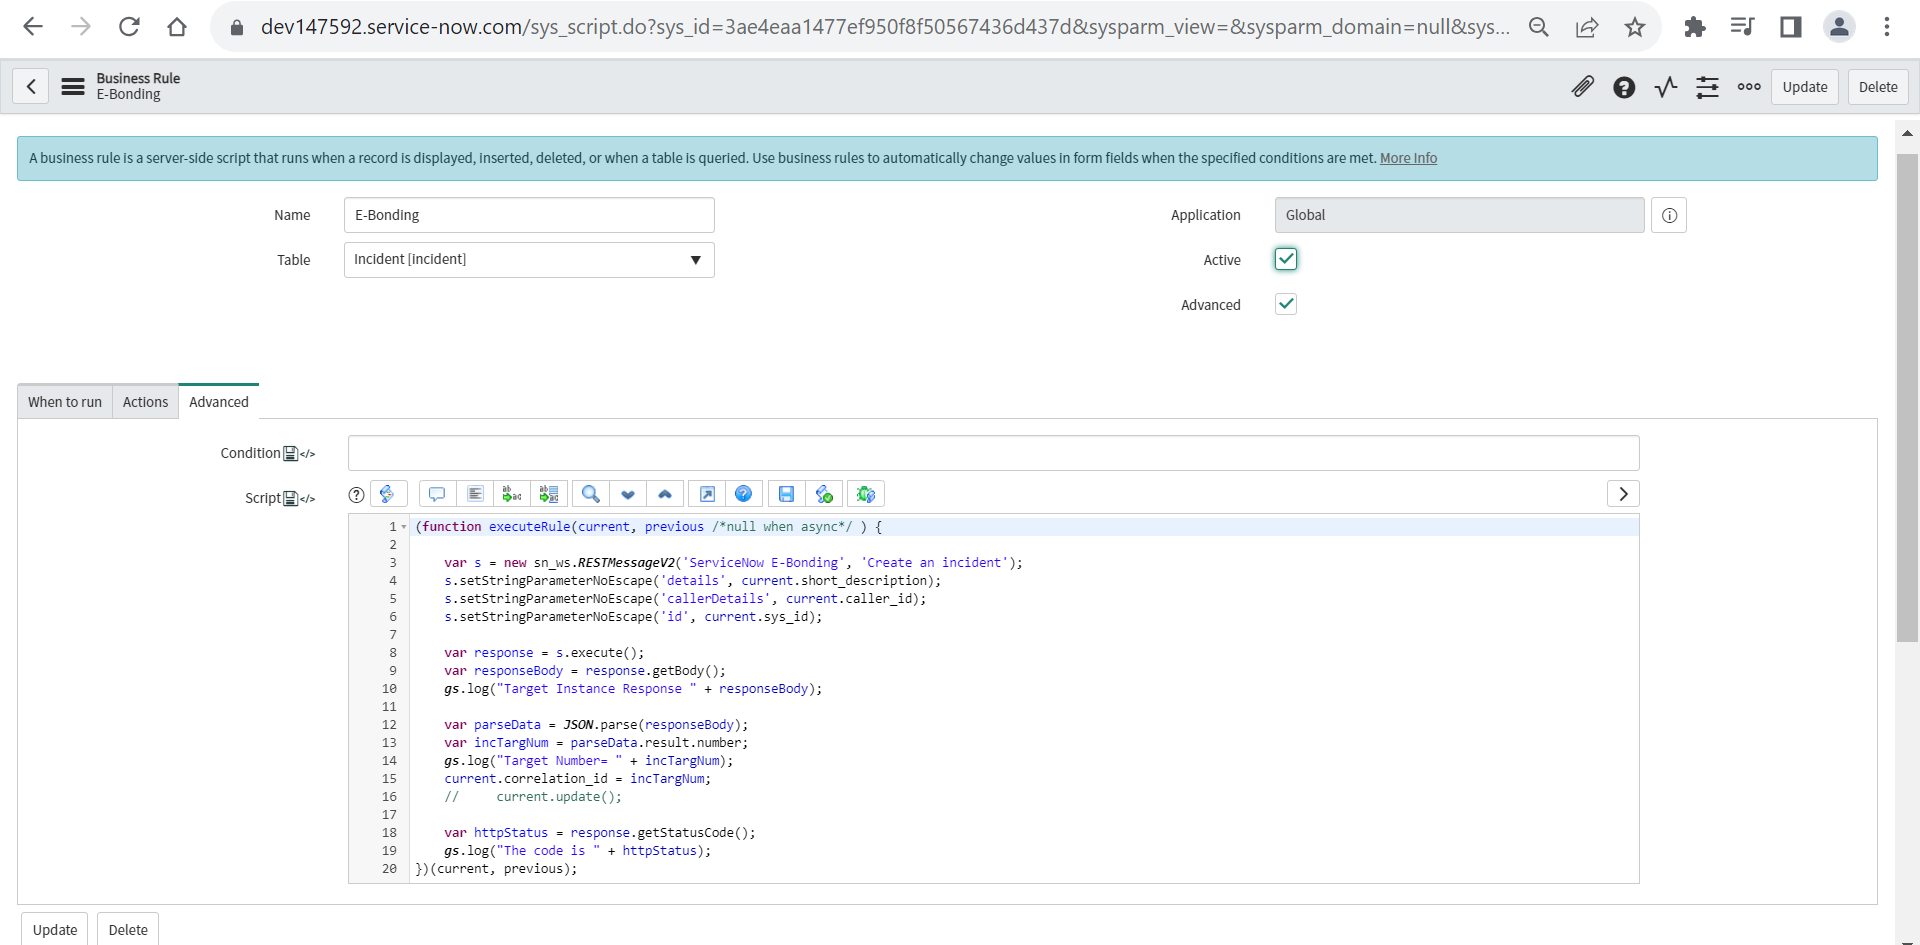 dev147592.service-now.com/sys_script.do?sys_id=3ae4eaa1477ef950f8f50567436d437d&sysparm_view=&sysparm_domain=null&sys...
Business Rule
E-Bonding
Update
Delete
A business rule is a server-side script that runs when a record is displayed, inserted, deleted, or when a table is queried. Use business rules to automatically change values in form fields when the specified conditions are met. More Info
Name
E-Bonding
Application
Global
Table
Incident [incident]
Active
Advanced
When to run
Actions
Advanced
Condition
Script
1 (function executeRule(current, previous /*null when async*/ ) {
2
3 var s = new sn_ws.RESTMessageV2('ServiceNow E-Bonding', 'Create an incident');
4 s.setStringParameterNoEscape('details', current.short_description);
5 s.setStringParameterNoEscape('callerDetails', current.caller_id);
6 s.setStringParameterNoEscape('id', current.sys_id);
7
8 var response = s.execute();
9 var responseBody = response.getBody();
10 gs.log("Target Instance Response " + responseBody);
11
12 var parseData = JSON.parse(responseBody);
13 var incTargNum = parseData.result.number;
14 gs.log("Target Number= " + incTargNum);
15 current.correlation_id = incTargNum;
16 // current.update();
17
18 var httpStatus = response.getStatusCode();
19 gs.log("The code is " + httpStatus);
20 })(current, previous);
Update
Delete